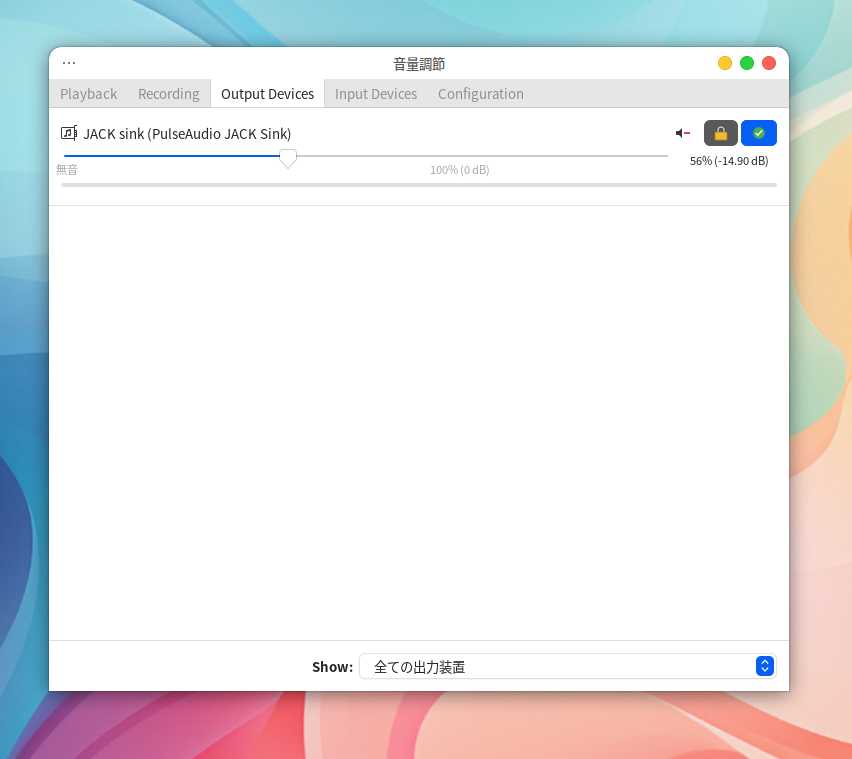 音量調節
Playback Recording Output Devices Input Devices Configuration
JACK sink (PulseAudio JACK Sink)
56% (-14.90 dB)
無音 100% (0 dB)
Show: 全ての出力装置